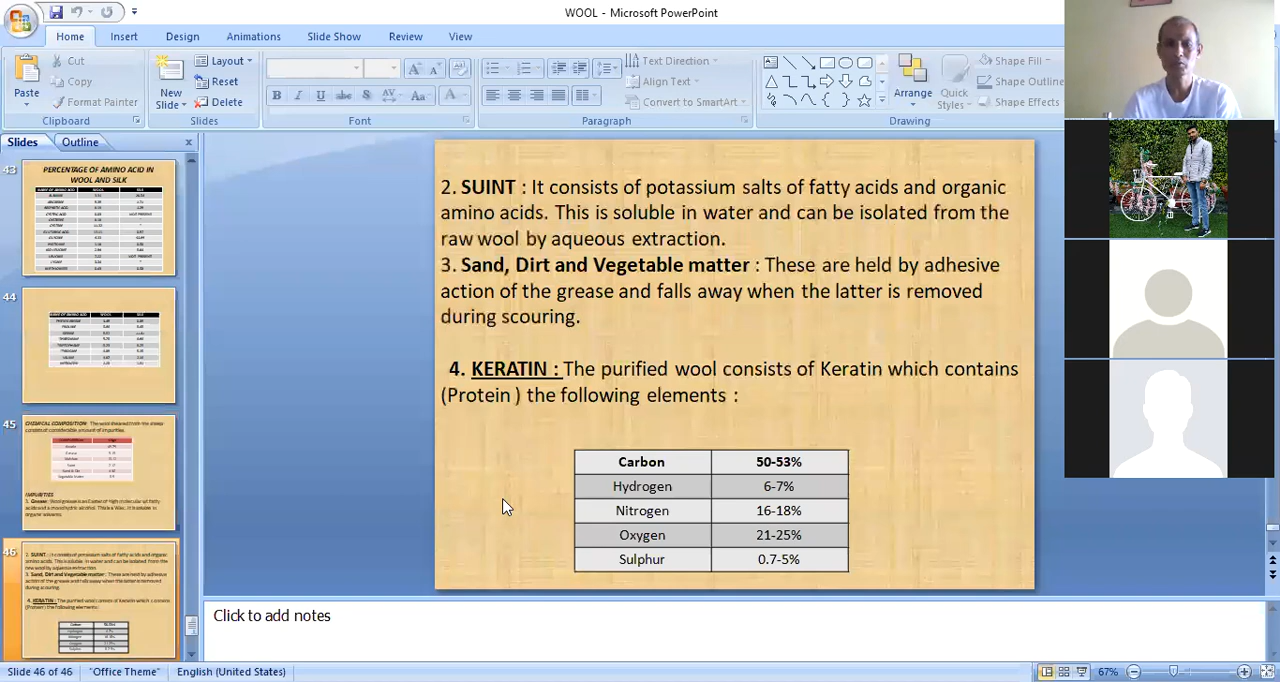 WOOL - Microsoft PowerPoint
Home Insert Design Animations Slide Show Review View
Paste
Cut
Copy
Format Painter
Clipboard
New Slide
Layout
Reset
Delete
Slides
Font
Text Direction
Align Text
Convert to SmartArt
Paragraph
Arrange
Quick Styles
Shape Fill
Shape Outline
Shape Effects
Drawing
Slides Outline
43
PERCENTAGE OF AMINO ACID IN
WOOL AND SILK
44
45
46
2. SUINT : It consists of potassium salts of fatty acids and organic
amino acids. This is soluble in water and can be isolated from the
raw wool by aqueous extraction.
3. Sand, Dirt and Vegetable matter : These are held by adhesive
action of the grease and falls away when the latter is removed
during scouring.
4. KERATIN : The purified wool consists of Keratin which contains
(Protein ) the following elements :
Carbon 50-53%
Hydrogen 6-7%
Nitrogen 16-18%
Oxygen 21-25%
Sulphur 0.7-5%
Click to add notes
Slide 46 of 46 "Office Theme" English (United States) 67%